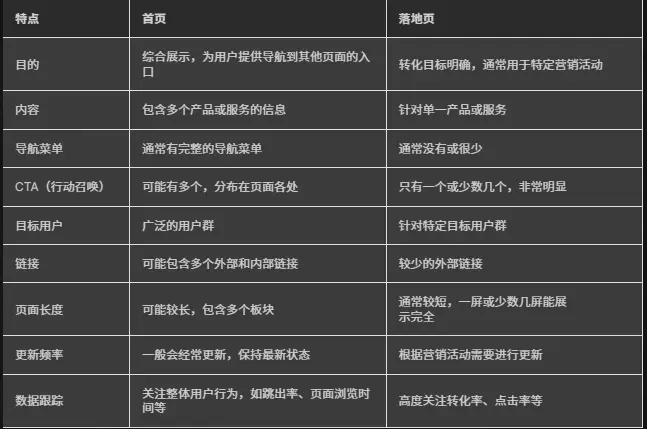 特点 首页 落地页
目的 综合展示，为用户提供导航到其他页面的入口 转化目标明确，通常用于特定营销活动
内容 包含多个产品或服务的信息 针对单一产品或服务
导航菜单 通常有完整的导航菜单 通常没有或很少
CTA（行动召唤） 可能有多个，分布在页面各处 只有一个或少数几个，非常明显
目标用户 广泛的用户群 针对特定目标用户群
链接 可能包含多个外部和内部链接 较少的外部链接
页面长度 可能较长，包含多个板块 通常较短，一屏或少数几屏能展示完全
更新频率 一般会经常更新，保持最新状态 根据营销活动需要进行更新
数据跟踪 关注整体用户行为，如跳出率、页面浏览时间等 高度关注转化率、点击率等